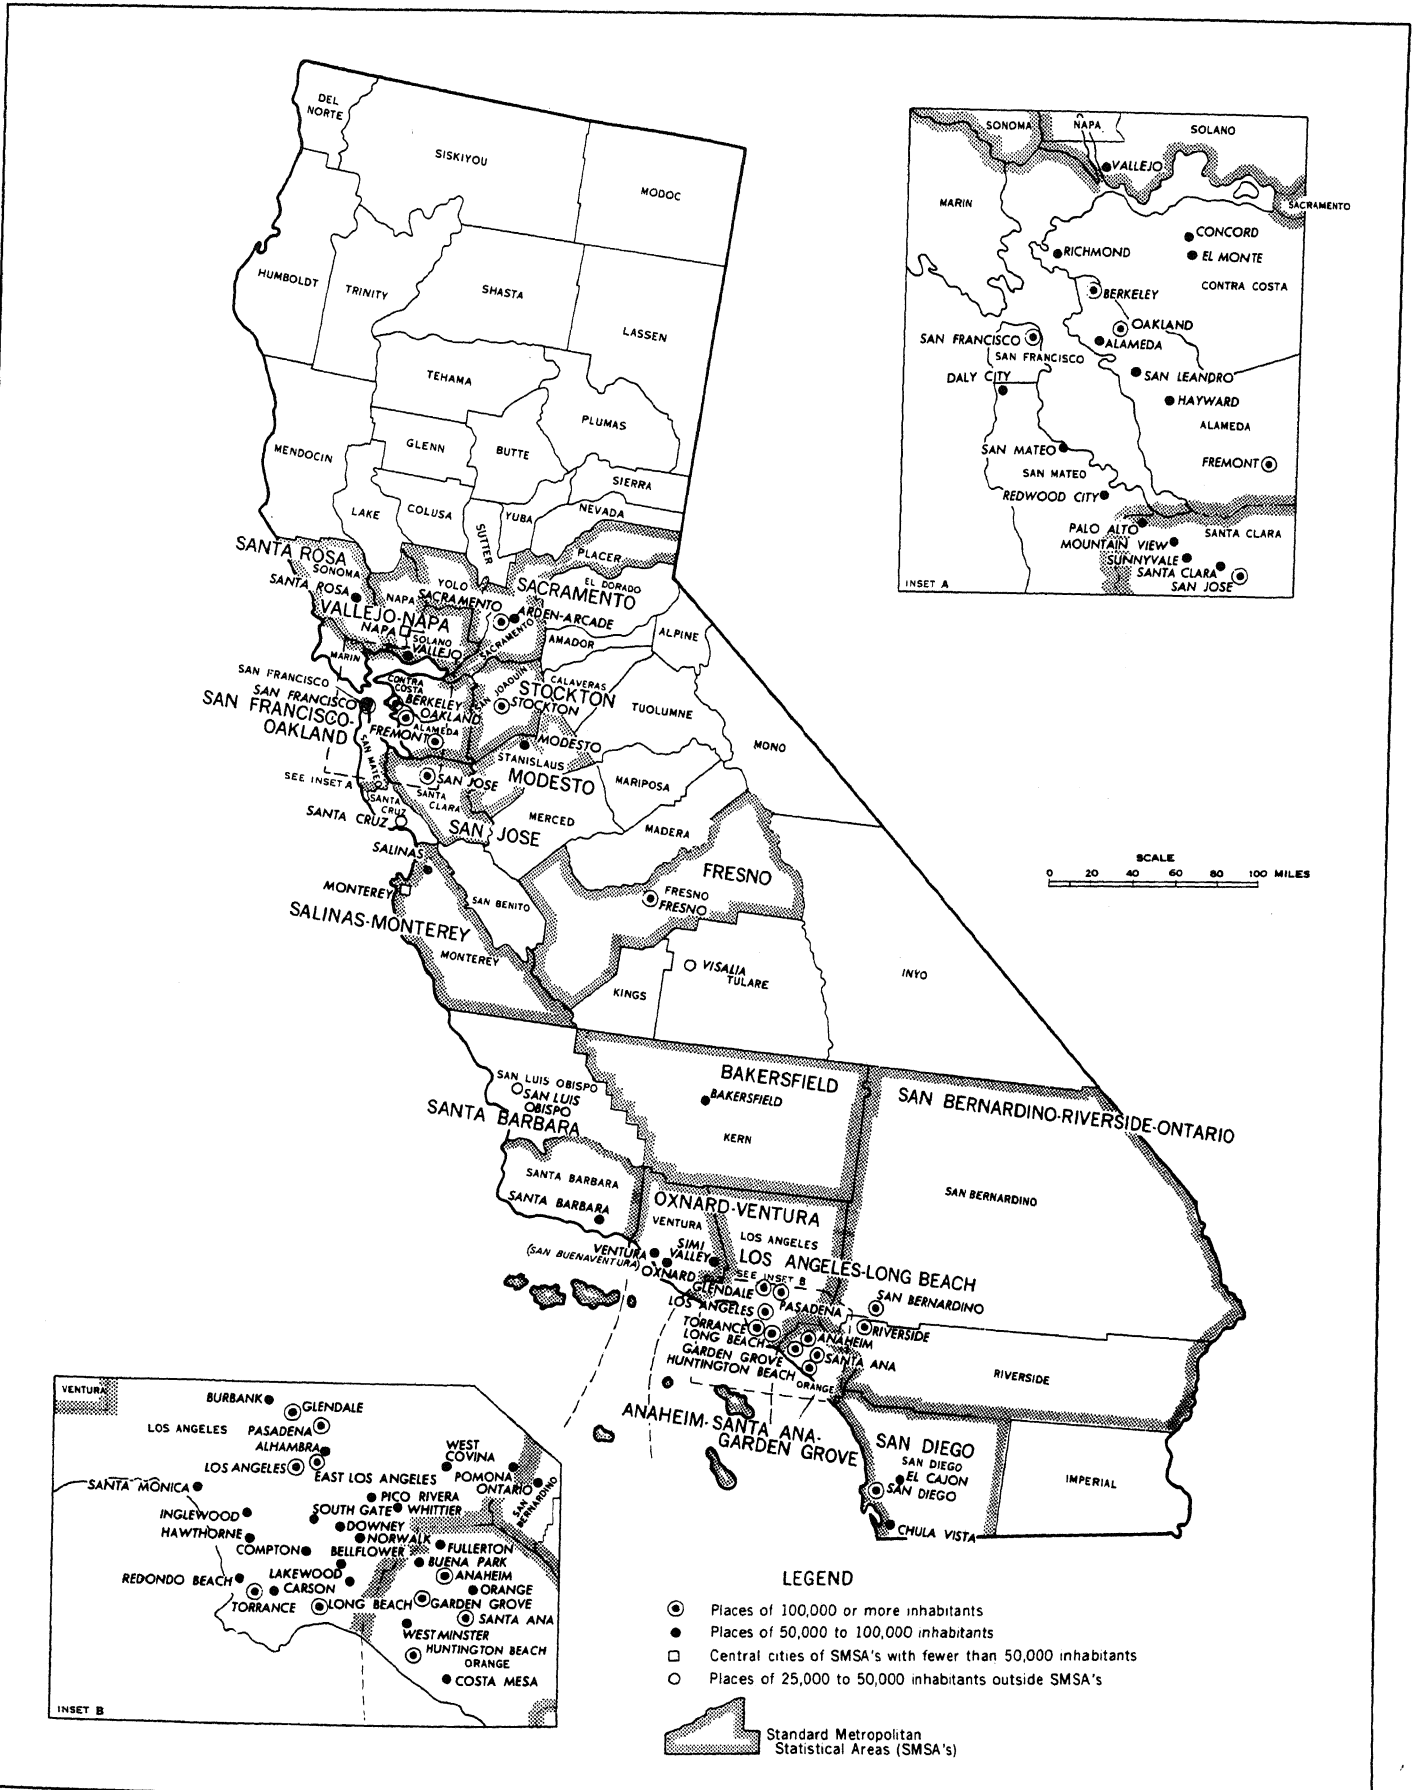 DEL
NORTE
SISKIYOU
MODOC
HUMBOLDT
TRINITY
SHASTA
LASSEN
TEHAMA
PLUMAS
MENDOCIN
GLENN
BUTTE
SIERRA
LAKE
COLUSA
SUTTER
YUBA
NEVADA
PLACER
SANTA ROSA
SONOMA
SANTA ROSA
YOLO
SACRAMENTO
EL DORADO
SACRAMENTO
NAPA
VALLEJO-NAPA
NAPA
SOLANO
VALLEJO
ARDEN-ARCADE
SACRAMENTO
AMADOR
ALPINE
MARIN
SAN FRANCISCO
SAN FRANCISCO
SAN FRANCISCO-
OAKLAND
CONTRA
COSTA
BERKELEY
OAKLAND
ALAMEDA
FREMONT
SAN JOAQUIN
CALAVERAS
STOCKTON
STOCKTON
TUOLUMNE
MONO
MODESTO
STANISLAUS
MODESTO
MARIPOSA
SEE INSET A
SAN MATEO
SAN JOSE
SANTA
CLARA
SANTA
CRUZ
SANTA CRUZ
SAN JOSE
MERCED
MADERA
SALINAS
MONTEREY
SALINAS-MONTEREY
MONTEREY
SAN BENITO
FRESNO
FRESNO
FRESNO
VISALIA
TULARE
KINGS
INYO
SAN LUIS OBISPO
SAN LUIS
OBISPO
SANTA BARBARA
SANTA BARBARA
SANTA BARBARA
BAKERSFIELD
BAKERSFIELD
KERN
SAN BERNARDINO-RIVERSIDE-ONTARIO
SAN BERNARDINO
OXNARD-VENTURA
VENTURA
LOS ANGELES
VENTURA
(SAN BUENAVENTURA)
SIMI
VALLEY
OXNARD
LOS ANGELES-LONG BEACH
SEE INSET B
GLENDALE
PASADENA
LOS ANGELES
TORRANCE
LONG BEACH
GARDEN GROVE
HUNTINGTON BEACH
ANAHEIM
SANTA ANA
ORANGE
SAN BERNARDINO
RIVERSIDE
RIVERSIDE
ANAHEIM-SANTA ANA-
GARDEN GROVE
SAN DIEGO
SAN DIEGO
EL CAJON
SAN DIEGO
CHULA VISTA
IMPERIAL
SONOMA
NAPA
SOLANO
VALLEJO
MARIN
SACRAMENTO
CONCORD
RICHMOND
EL MONTE
CONTRA COSTA
BERKELEY
OAKLAND
SAN FRANCISCO
ALAMEDA
SAN FRANCISCO
DALY CITY
SAN LEANDRO
HAYWARD
ALAMEDA
SAN MATEO
FREMONT
SAN MATEO
REDWOOD CITY
PALO ALTO
SANTA CLARA
MOUNTAIN VIEW
SUNNYVALE
SANTA CLARA
SAN JOSE
INSET A
SCALE
0 20 40 60 80 100 MILES
VENTURA
BURBANK
GLENDALE
LOS ANGELES
PASADENA
ALHAMBRA
LOS ANGELES
EAST LOS ANGELES
WEST
COVINA
POMONA
ONTARIO
SAN
BERNARDINO
SANTA MONICA
PICO RIVERA
INGLEWOOD
SOUTH GATE
WHITTIER
HAWTHORNE
DOWNEY
NORWALK
COMPTON
BELLFLOWER
FULLERTON
BUENA PARK
REDONDO BEACH
LAKEWOOD
ANAHEIM
CARSON
ORANGE
TORRANCE
LONG BEACH
GARDEN GROVE
SANTA ANA
WESTMINSTER
HUNTINGTON BEACH
ORANGE
COSTA MESA
INSET B
LEGEND
Places of 100,000 or more inhabitants
Places of 50,000 to 100,000 inhabitants
Central cities of SMSA's with fewer than 50,000 inhabitants
Places of 25,000 to 50,000 inhabitants outside SMSA's
Standard Metropolitan
Statistical Areas (SMSA's)